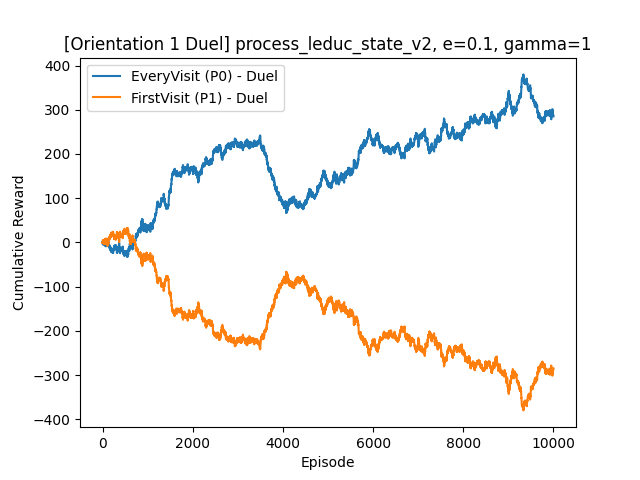 [Orientation 1 Duel] process_leduc_state_v2, e=0.1, gamma=1
EveryVisit (P0) - Duel
FirstVisit (P1) - Duel
Cumulative Reward
400
300
200
100
0
−100
−200
−300
−400
0 2000 4000 6000 8000 10000
Episode